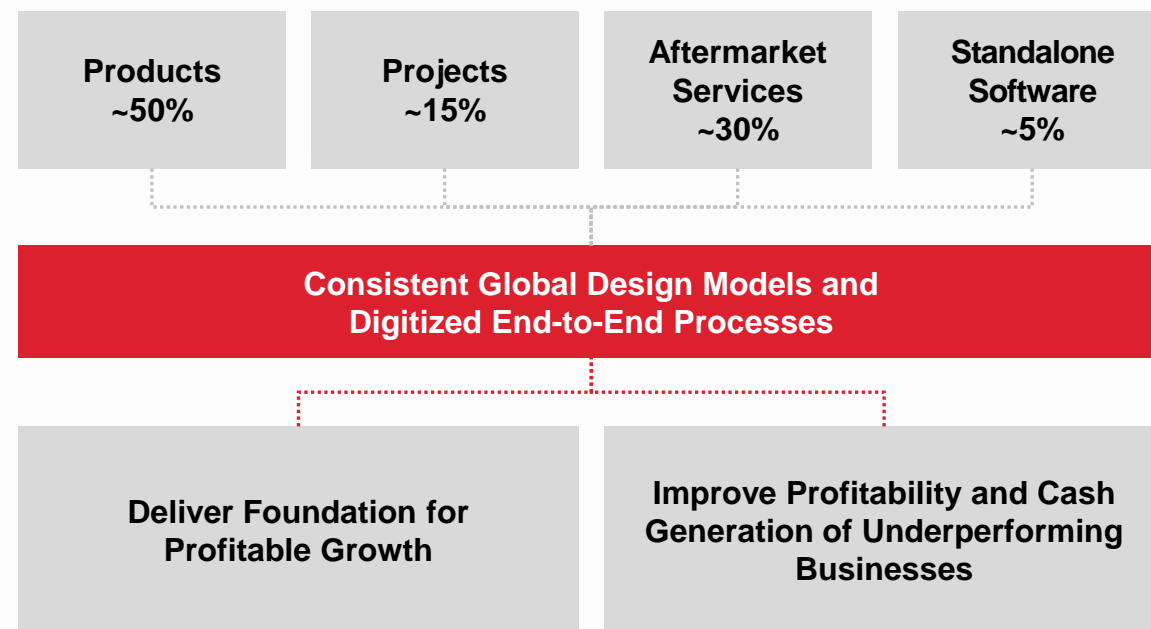 Products
~50%
Projects
~15%
Aftermarket
Services
~30%
Standalone
Software
~5%
Consistent Global Design Models and
Digitized End-to-End Processes
Deliver Foundation for
Profitable Growth
Improve Profitability and Cash
Generation of Underperforming
Businesses